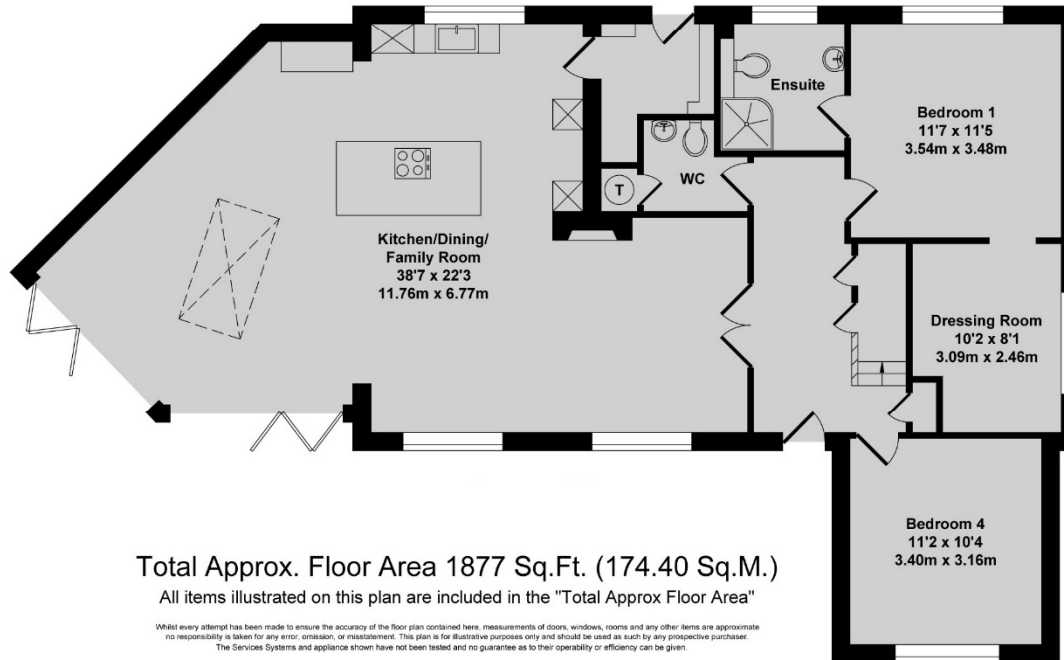 Ensuite
Bedroom 1
11'7 x 11'5
3.54m x 3.48m
WC
T
Kitchen/Dining/
Family Room
38'7 x 22'3
11.76m x 6.77m
Dressing Room
10'2 x 8'1
3.09m x 2.46m
Bedroom 4
11'2 x 10'4
3.40m x 3.16m
Total Approx. Floor Area 1877 Sq.Ft. (174.40 Sq.M.)
All items illustrated on this plan are included in the "Total Approx Floor Area"
Whilst every attempt has been made to ensure the accuracy of the floor plan contained here, measurements of doors, windows, rooms and any other items are approximate
no responsibility is taken for any error, omission, or misstatement. This plan is for illustrative purposes only and should be used as such by any prospective purchaser.
The Services Systems and appliance shown have not been tested and no guarantee as to their operability or efficiency can be given.